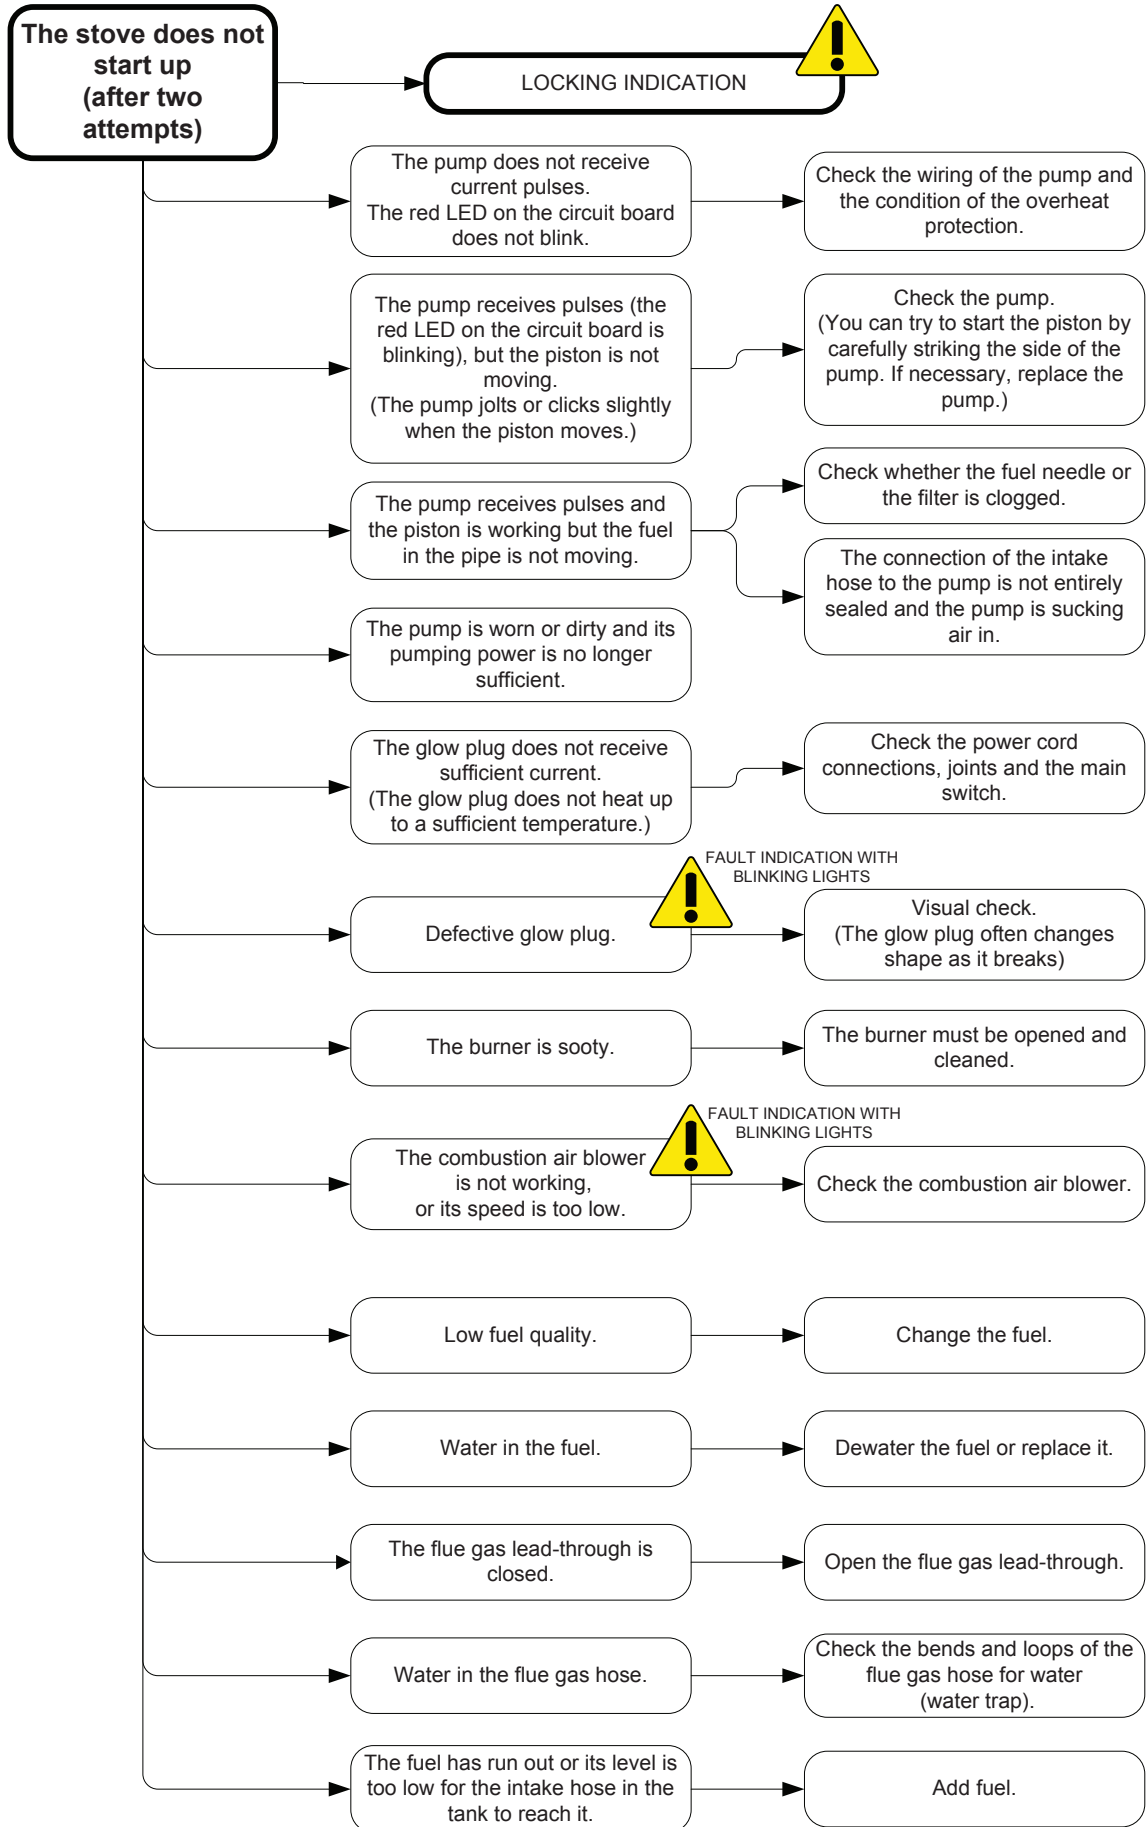 The stove does not
start up
(after two
attempts)
LOCKING INDICATION
The pump does not receive
current pulses.
The red LED on the circuit board
does not blink.
Check the wiring of the pump and
the condition of the overheat
protection.
The pump receives pulses (the
red LED on the circuit board is
blinking), but the piston is not
moving.
(The pump jolts or clicks slightly
when the piston moves.)
Check the pump.
(You can try to start the piston by
carefully striking the side of the
pump. If necessary, replace the
pump.)
The pump receives pulses and
the piston is working but the fuel
in the pipe is not moving.
Check whether the fuel needle or
the filter is clogged.
The connection of the intake
hose to the pump is not entirely
sealed and the pump is sucking
air in.
The pump is worn or dirty and its
pumping power is no longer
sufficient.
The glow plug does not receive
sufficient current.
(The glow plug does not heat up
to a sufficient temperature.)
Check the power cord
connections, joints and the main
switch.
FAULT INDICATION WITH
BLINKING LIGHTS
Defective glow plug.
Visual check.
(The glow plug often changes
shape as it breaks)
The burner is sooty.
The burner must be opened and
cleaned.
FAULT INDICATION WITH
BLINKING LIGHTS
The combustion air blower
is not working,
or its speed is too low.
Check the combustion air blower.
Low fuel quality.
Change the fuel.
Water in the fuel.
Dewater the fuel or replace it.
The flue gas lead-through is
closed.
Open the flue gas lead-through.
Water in the flue gas hose.
Check the bends and loops of the
flue gas hose for water
(water trap).
The fuel has run out or its level is
too low for the intake hose in the
tank to reach it.
Add fuel.